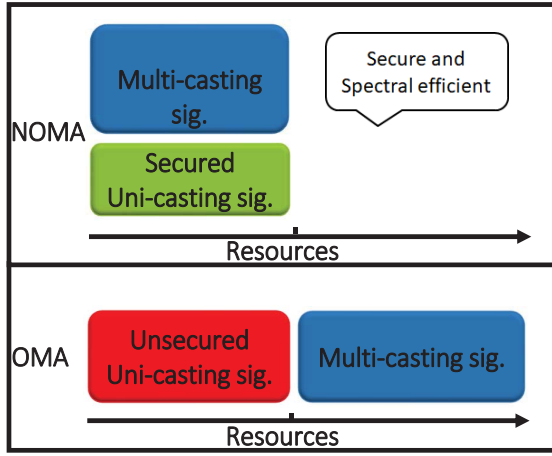 Multi-casting
sig.
Secure and
Spectral efficient
NOMA
Secured
Uni-casting sig.
Resources
OMA
Unsecured
Uni-casting sig.
Multi-casting sig.
Resources